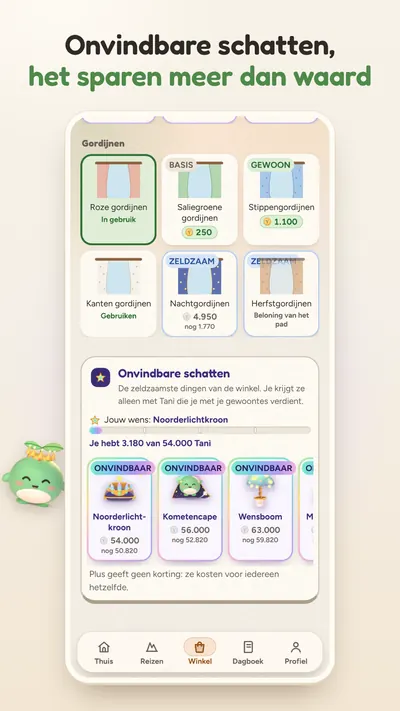 Onvindbare schatten,
het sparen meer dan waard
Gordijnen
Roze gordijnen
In gebruik
BASIS
Saliegroene
gordijnen
250
GEWOON
Stippengordijnen
1.100
Kanten gordijnen
Gebruiken
ZELDZAAM
Nachtgordijnen
4.950
nog 1.770
ZELDZAAM
Herfstgordijnen
Beloning van het
pad
Onvindbare schatten
De zeldzaamste dingen van de winkel. Je krijgt ze
alleen met Tani die je met je gewoontes verdient.
Jouw wens: Noorderlichtkroon
Je hebt 3.180 van 54.000 Tani
ONVINDBAAR
Noorderlicht-
kroon
54.000
nog 50.820
ONVINDBAAR
Kometencape
56.000
nog 52.820
ONVINDBAAR
Wensboom
63.000
nog 59.820
Plus geeft geen korting: ze kosten voor iedereen
hetzelfde.
Thuis
Reizen
Winkel
Dagboek
Profiel